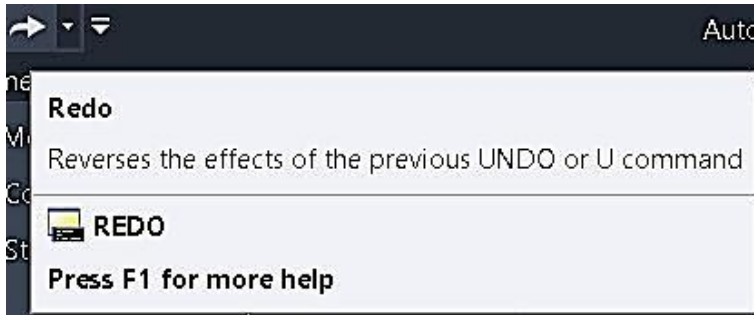 Auto
Redo
Reverses the effects of the previous UNDO or U command
REDO
Press F1 for more help